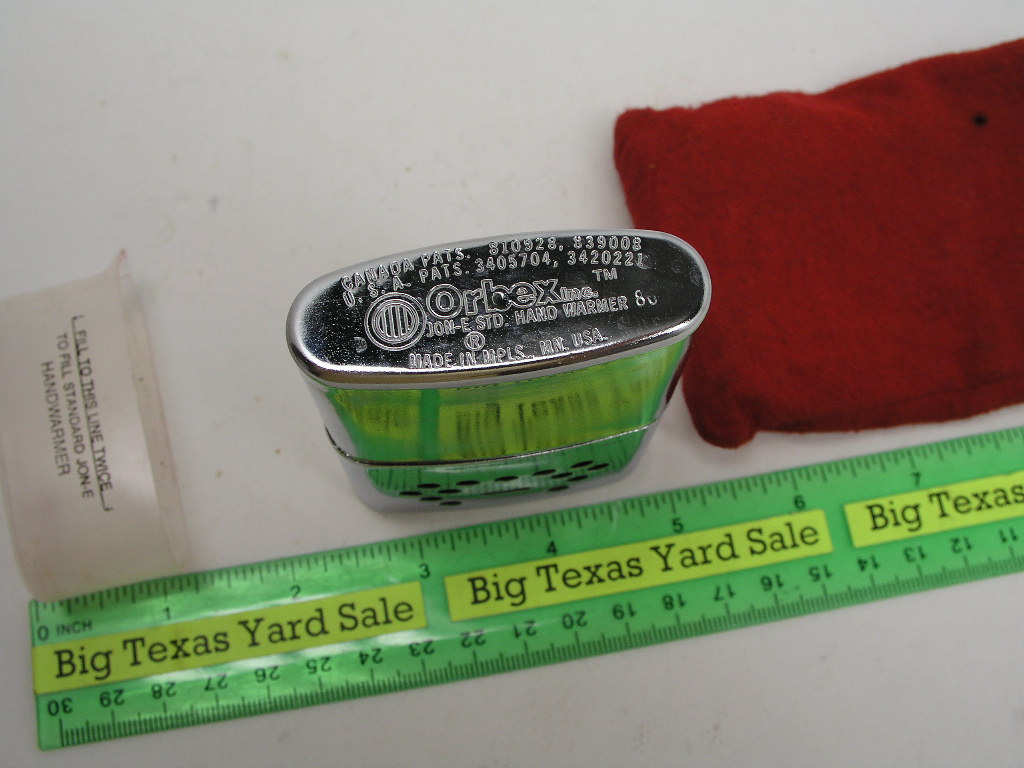 CANADA PATS. 810928, 839008
U.S.A. PATS. 3405704, 3420221
TM
Orbex Inc.
JON-E STD. HAND WARMER
®
MADE IN MPLS., MN. USA.
FILL TO THIS LINE TWICE
TO FILL STANDARD JON-E
HANDWARMER
1 2 3 4 5 6 7
0 INCH
Big Texas Yard Sale
Big Texas Yard Sale
Big Texas
30 29 28 27 26 25 24 23 22 21 20 19 18 17 16 15 14 13 12 11